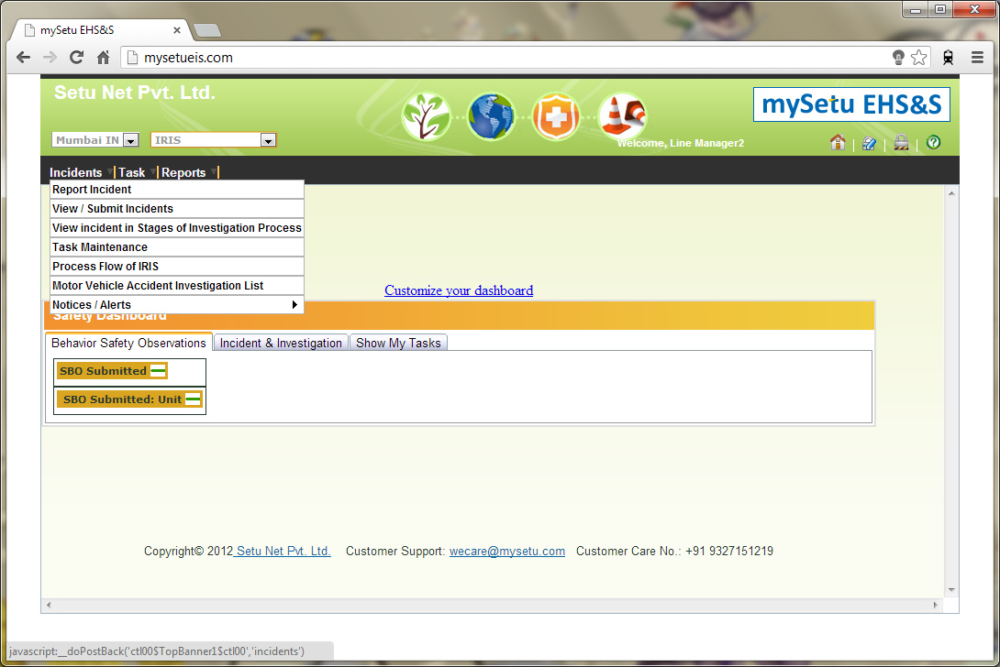 mySetu EHS&S
mysetueis.com
Setu Net Pvt. Ltd.
mySetu EHS&S
Mumbai IN
IRIS
Welcome, Line Manager2
Incidents Task Reports
Report Incident
View / Submit Incidents
View incident in Stages of Investigation Process
Task Maintenance
Process Flow of IRIS
Motor Vehicle Accident Investigation List
Notices / Alerts
Customize your dashboard
Safety Dashboard
Behavior Safety Observations Incident & Investigation Show My Tasks
SBO Submitted
SBO Submitted: Unit
Copyright© 2012 Setu Net Pvt. Ltd. Customer Support: wecare@mysetu.com Customer Care No.: +91 9327151219
javascript:__doPostBack('ctl00$TopBanner1$ctl00','incidents')